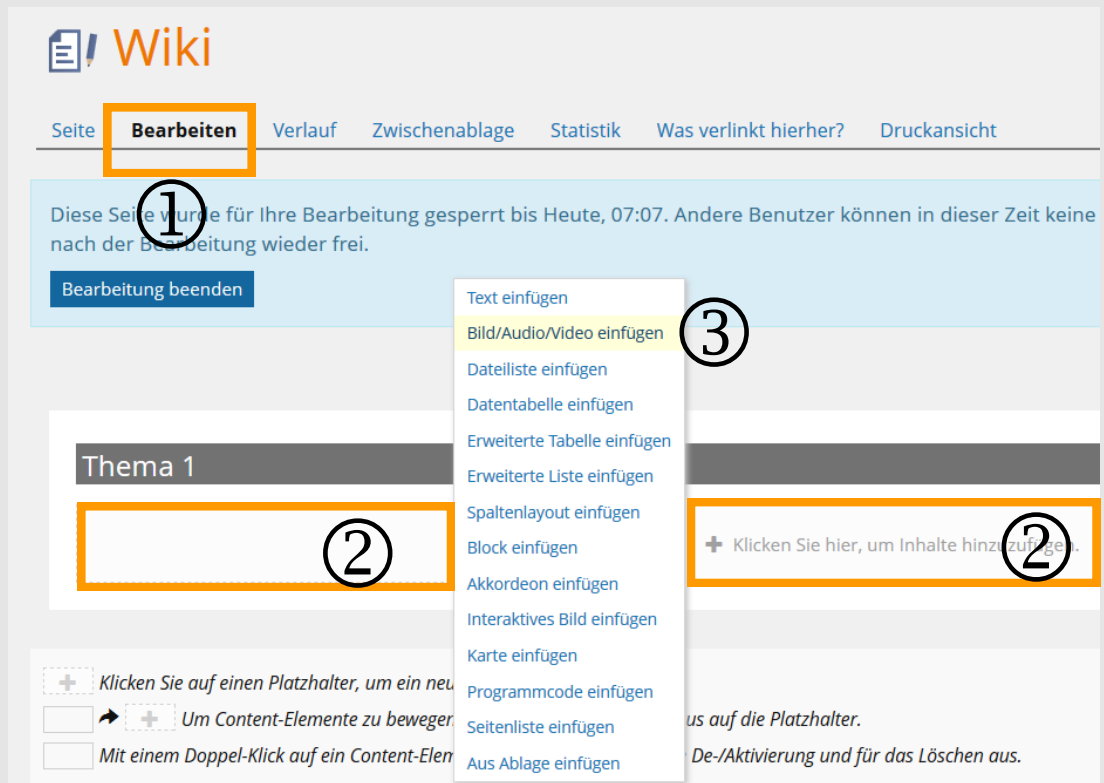 Wiki
Seite Bearbeiten Verlauf Zwischenablage Statistik Was verlinkt hierher? Druckansicht
①
Diese Seite wurde für Ihre Bearbeitung gesperrt bis Heute, 07:07. Andere Benutzer können in dieser Zeit keine
nach der Bearbeitung wieder frei.
Bearbeitung beenden
Text einfügen
Bild/Audio/Video einfügen ③
Dateiliste einfügen
Datentabelle einfügen
Erweiterte Tabelle einfügen
Erweiterte Liste einfügen
Spaltenlayout einfügen
Block einfügen
Akkordeon einfügen
Interaktives Bild einfügen
Karte einfügen
Programmcode einfügen
Seitenliste einfügen
Aus Ablage einfügen
Thema 1
②
Klicken Sie hier, um Inhalte hinzuzufügen. ②
Klicken Sie auf einen Platzhalter, um ein neu
Um Content-Elemente zu bewegen us auf die Platzhalter.
Mit einem Doppel-Klick auf ein Content-Elem De-/Aktivierung und für das Löschen aus.